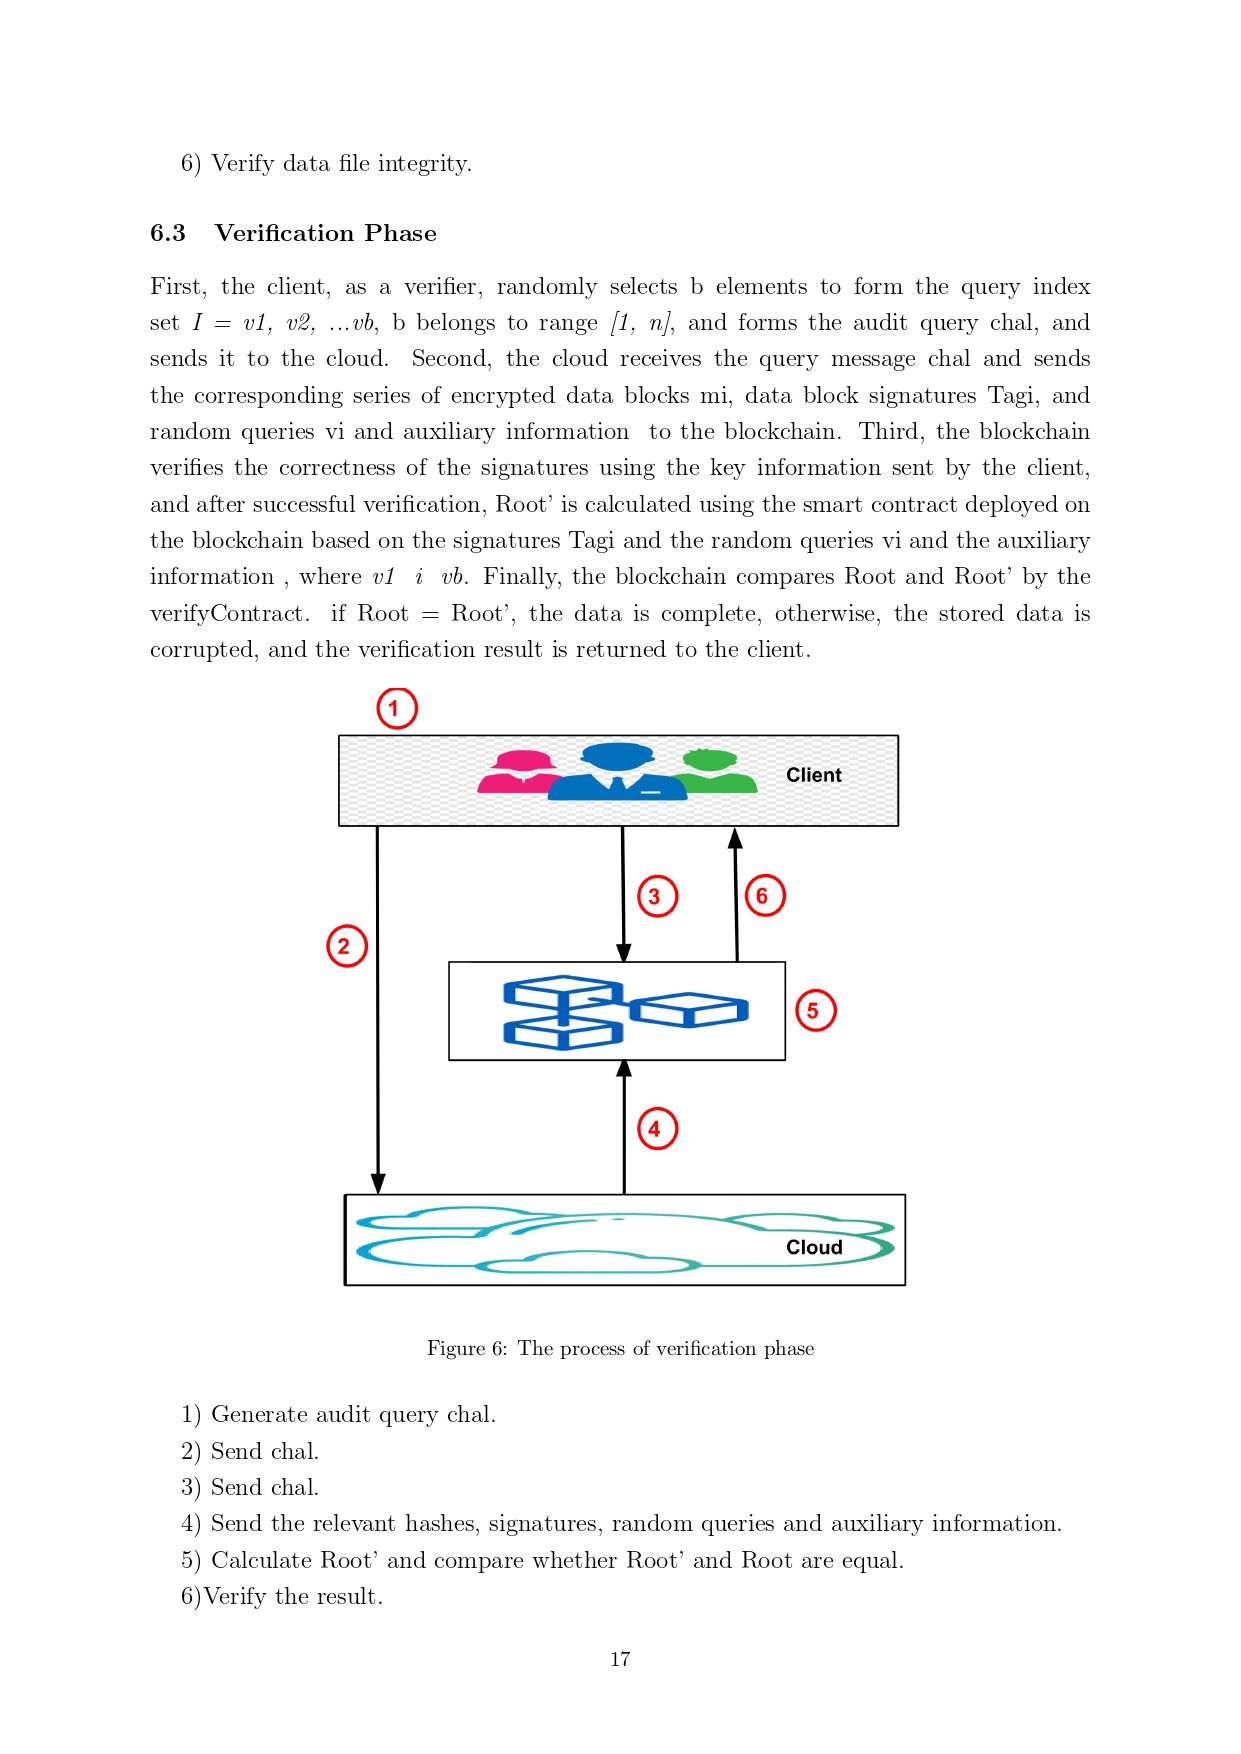 6) Verify data file integrity.
6.3 Verification Phase
First, the client, as a verifier, randomly selects b elements to form the query index
set I = v1, v2, ...vb, b belongs to range [1, n], and forms the audit query chal, and
sends it to the cloud. Second, the cloud receives the query message chal and sends
the corresponding series of encrypted data blocks mi, data block signatures Tagi, and
random queries vi and auxiliary information to the blockchain. Third, the blockchain
verifies the correctness of the signatures using the key information sent by the client,
and after successful verification, Root' is calculated using the smart contract deployed on
the blockchain based on the signatures Tagi and the random queries vi and the auxiliary
information , where v1 i vb. Finally, the blockchain compares Root and Root' by the
verifyContract. if Root = Root', the data is complete, otherwise, the stored data is
corrupted, and the verification result is returned to the client.
1
Client
3
6
2
5
4
Cloud
Figure 6: The process of verification phase
1) Generate audit query chal.
2) Send chal.
3) Send chal.
4) Send the relevant hashes, signatures, random queries and auxiliary information.
5) Calculate Root' and compare whether Root' and Root are equal.
6)Verify the result.
17